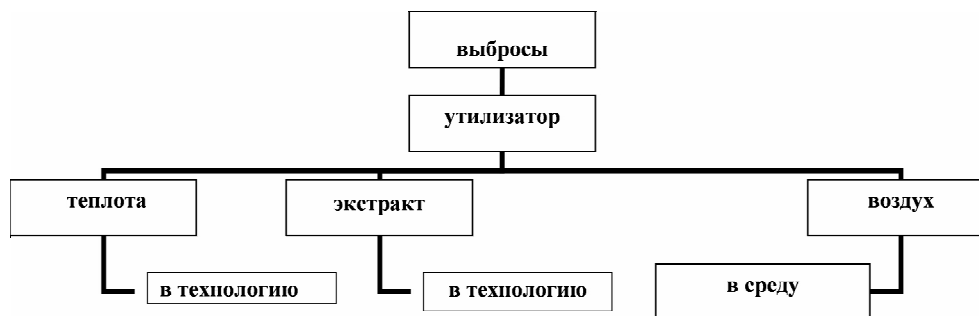 выбросы
утилизатор
теплота
экстракт
воздух
в технологию
в технологию
в среду